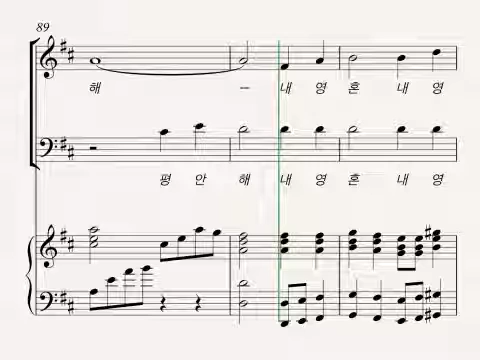 89
해 -- 내 영 혼 내 영
평 안 해 내 영 혼 내 영